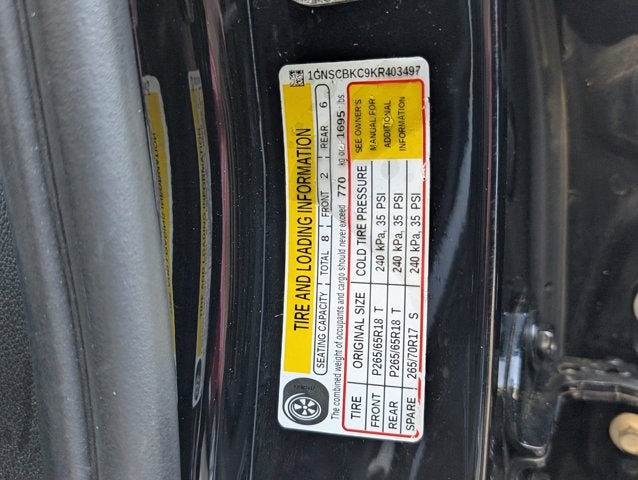 1GNSCBKC9KR403497
TIRE AND LOADING INFORMATION
SEATING CAPACITY TOTAL 8 FRONT 2 REAR 6
The combined weight of occupants and cargo should never exceed 770 kg or 1695 lbs
TIRE ORIGINAL SIZE COLD TIRE PRESSURE
FRONT P265/65R18 T 240 kPa, 35 PSI
REAR P265/65R18 T 240 kPa, 35 PSI
SPARE 265/70R17 S 240 kPa, 35 PSI
SEE OWNER'S
MANUAL FOR
ADDITIONAL
INFORMATION